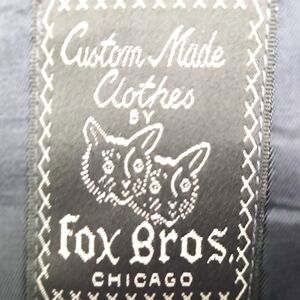 Custom Made
Clothes
BY
Fox Bros.
CHICAGO